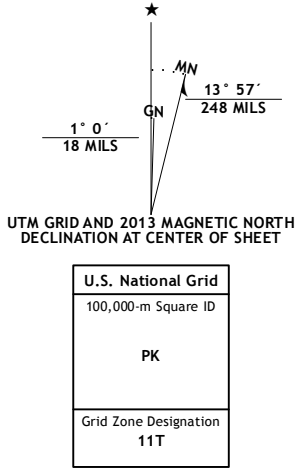 ★
MN
GN
13° 57´
248 MILS
1° 0´
18 MILS
UTM GRID AND 2013 MAGNETIC NORTH
DECLINATION AT CENTER OF SHEET
U.S. National Grid
100,000-m Square ID
PK
Grid Zone Designation
11T